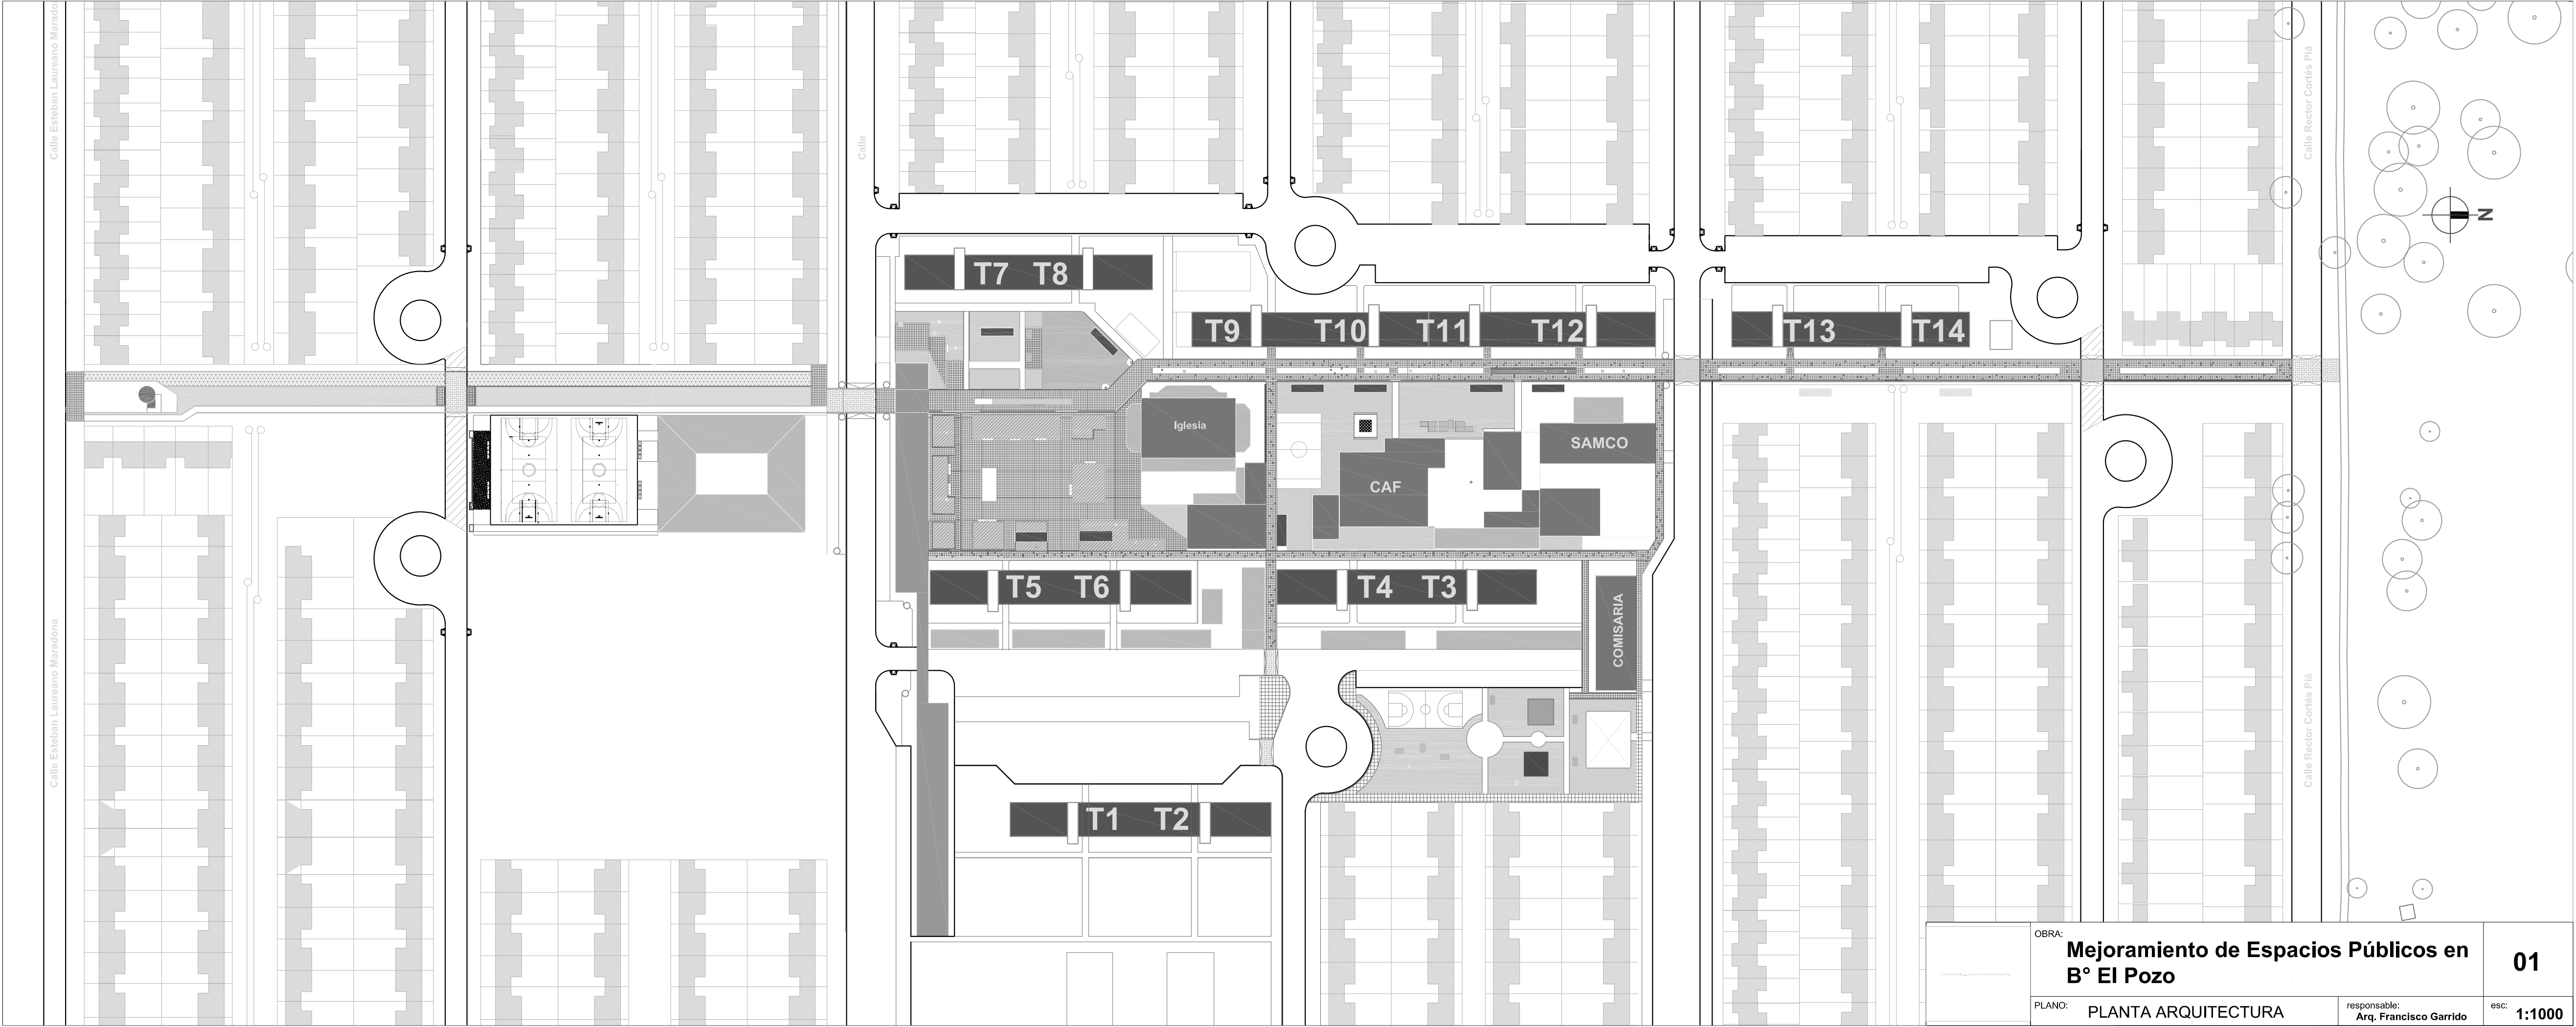 Calle Esteban Laureano Maradona
Calle
Calle Rector Cortés Plá
N
T7 T8
T9 T10 T11 T12
T13 T14
Iglesia
SAMCO
CAF
T5 T6
T4 T3
COMISARIA
Calle Esteban Laureano Maradona
Calle Rector Cortés Plá
T1 T2
OBRA:
Mejoramiento de Espacios Públicos en
B° El Pozo
01
PLANO: PLANTA ARQUITECTURA
responsable:
Arq. Francisco Garrido
esc: 1:1000